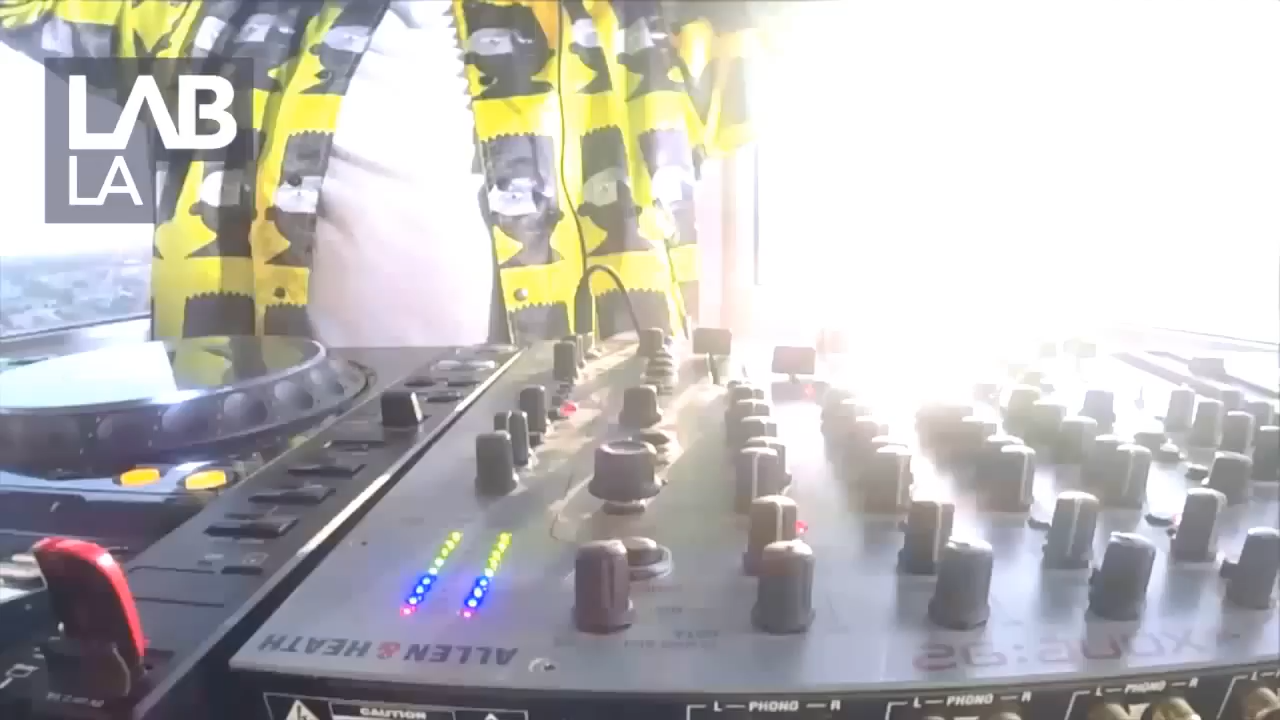 LAB
LA
ALLEN & HEATH
XONE:92
CAUTION
L — PHONO — R
L — PHONO — R
L — PHONO — R
L